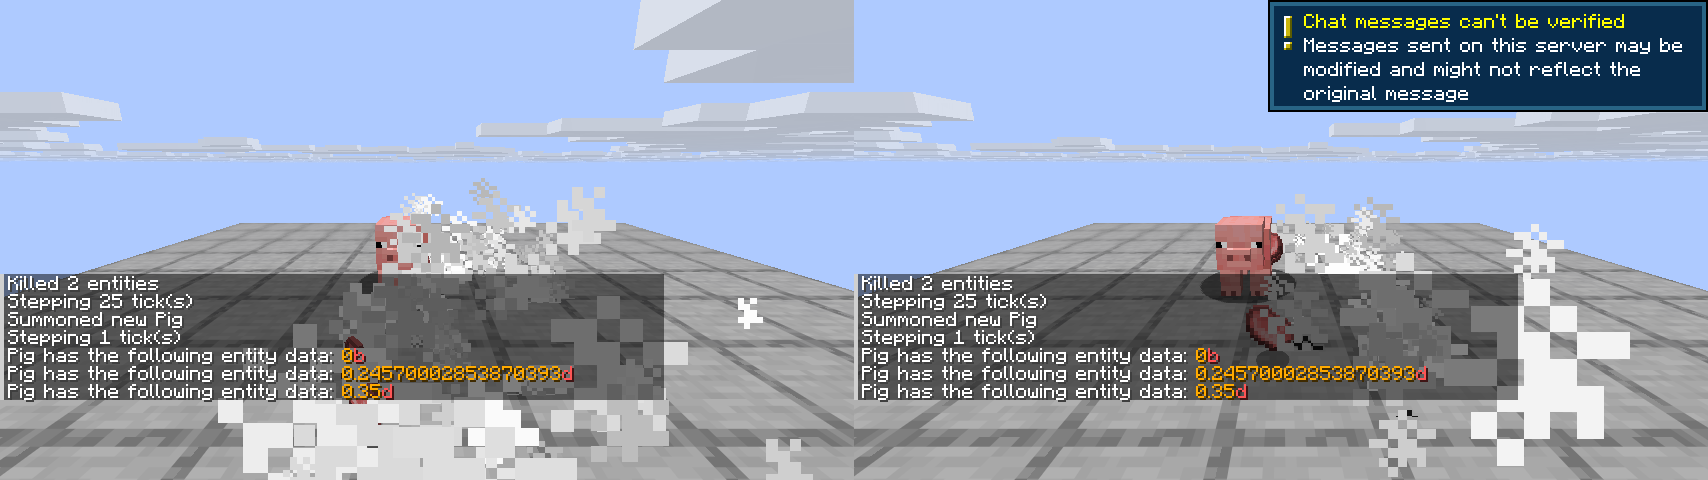 Chat messages can't be verified
Messages sent on this server may be
modified and might not reflect the
original message
Killed 2 entities
Stepping 25 tick(s)
Summoned new Pig
Stepping 1 tick(s)
Pig has the following entity data: 0b
Pig has the following entity data: 0.245700002853870393d
Pig has the following entity data: 0.35d
Killed 2 entities
Stepping 25 tick(s)
Summoned new Pig
Stepping 1 tick(s)
Pig has the following entity data: 0b
Pig has the following entity data: 0.245700002853870393d
Pig has the following entity data: 0.35d